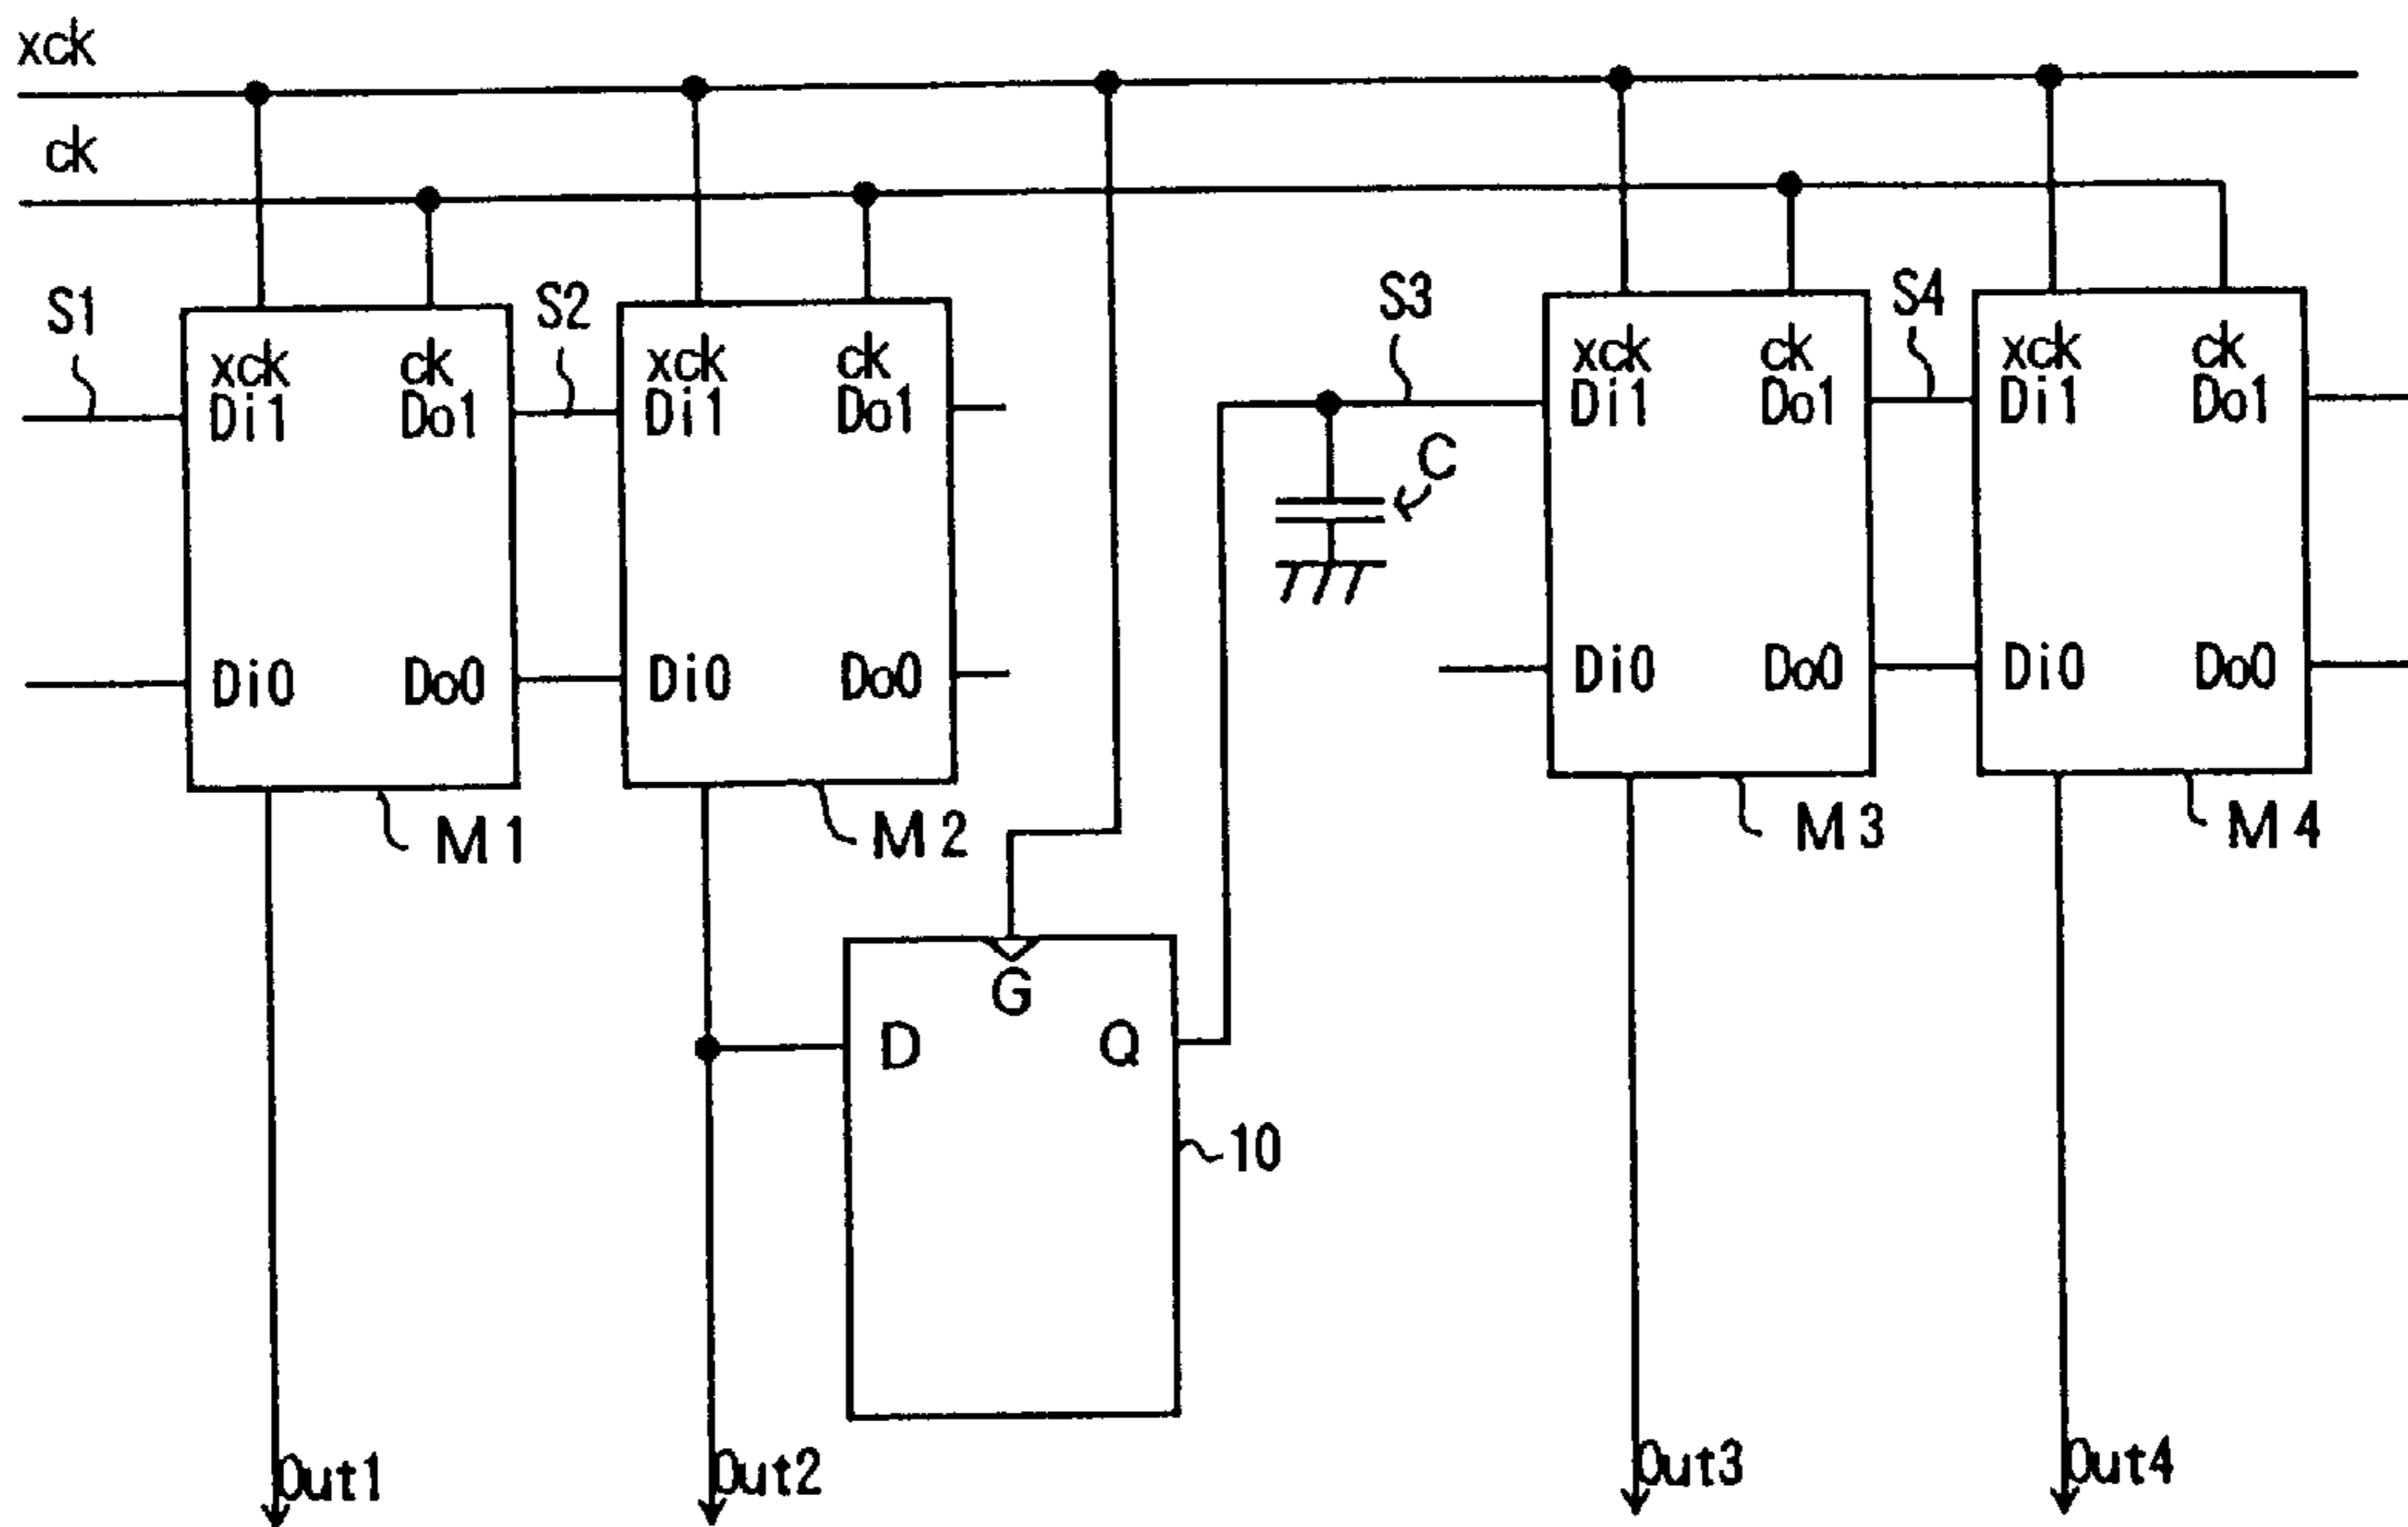 xck
ck
S1
S2
S3
S4
xck ck
Di1 Do1
Di0 Do0
M1
xck ck
Di1 Do1
Di0 Do0
M2
C
xck ck
Di1 Do1
Di0 Do0
M3
xck ck
Di1 Do1
Di0 Do0
M4
G
D Q
10
Out1
Out2
Out3
Out4